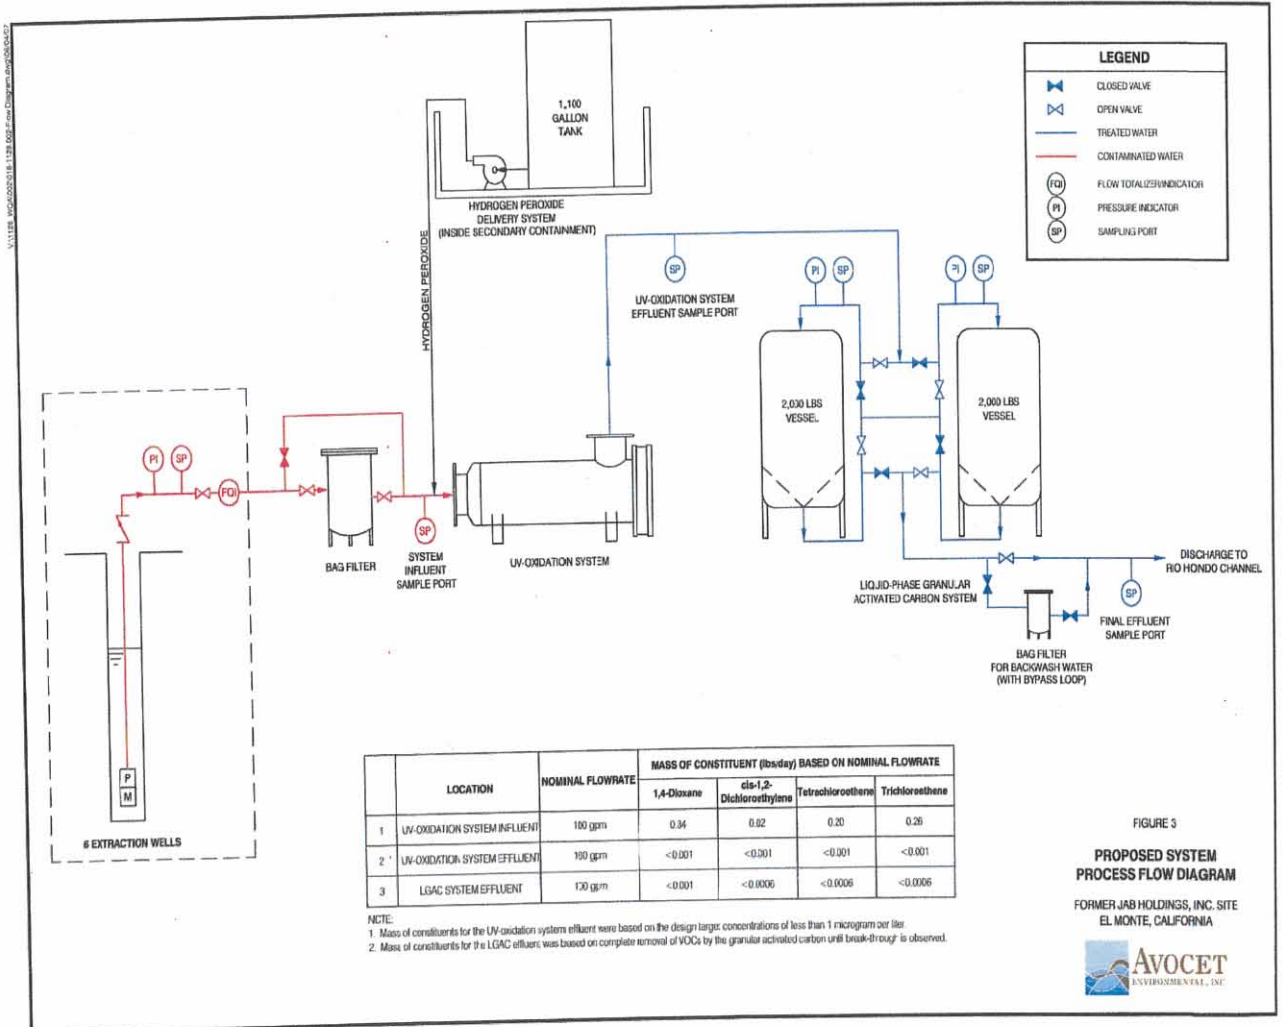 1,100
GALLON
TANK
HYDROGEN PEROXIDE
DELIVERY SYSTEM
(INSIDE SECONDARY CONTAINMENT)
HYDROGEN PEROXIDE
LEGEND
CLOSED VALVE
OPEN VALVE
TREATED WATER
CONTAMINATED WATER
FQI FLOW TOTALIZER/INDICATOR
PI PRESSURE INDICATOR
SP SAMPLING PORT
SP
UV-OXIDATION SYSTEM
EFFLUENT SAMPLE PORT
PI SP
PI SP
2,000 LBS
VESSEL
2,000 LBS
VESSEL
PI SP
FQI
BAG FILTER
SP
SYSTEM
INFLUENT
SAMPLE PORT
UV-OXIDATION SYSTEM
LIQUID-PHASE GRANULAR
ACTIVATED CARBON SYSTEM
DISCHARGE TO
RIO HONDO CHANNEL
SP
FINAL EFFLUENT
SAMPLE PORT
BAG FILTER
FOR BACKWASH WATER
(WITH BYPASS LOOP)
P
M
6 EXTRACTION WELLS
LOCATION NOMINAL FLOWRATE MASS OF CONSTITUENT (lbs/day) BASED ON NOMINAL FLOWRATE
1,4-Dioxane cis-1,2-Dichloroethylene Tetrachloroethene Trichloroethene
1 UV-OXIDATION SYSTEM INFLUENT 100 gpm 0.34 0.02 0.20 0.26
2 UV-OXIDATION SYSTEM EFFLUENT 100 gpm <0.001 <0.001 <0.001 <0.001
3 LGAC SYSTEM EFFLUENT 100 gpm <0.001 <0.0006 <0.0006 <0.0006
NOTE:
1. Mass of constituents for the UV-oxidation system effluent were based on the design target concentrations of less than 1 microgram per liter.
2. Mass of constituents for the LGAC effluent was based on complete removal of VOCs by the granular activated carbon until break-through is observed.
FIGURE 3
PROPOSED SYSTEM
PROCESS FLOW DIAGRAM
FORMER JAB HOLDINGS, INC. SITE
EL MONTE, CALIFORNIA
AVOCET
ENVIRONMENTAL, INC